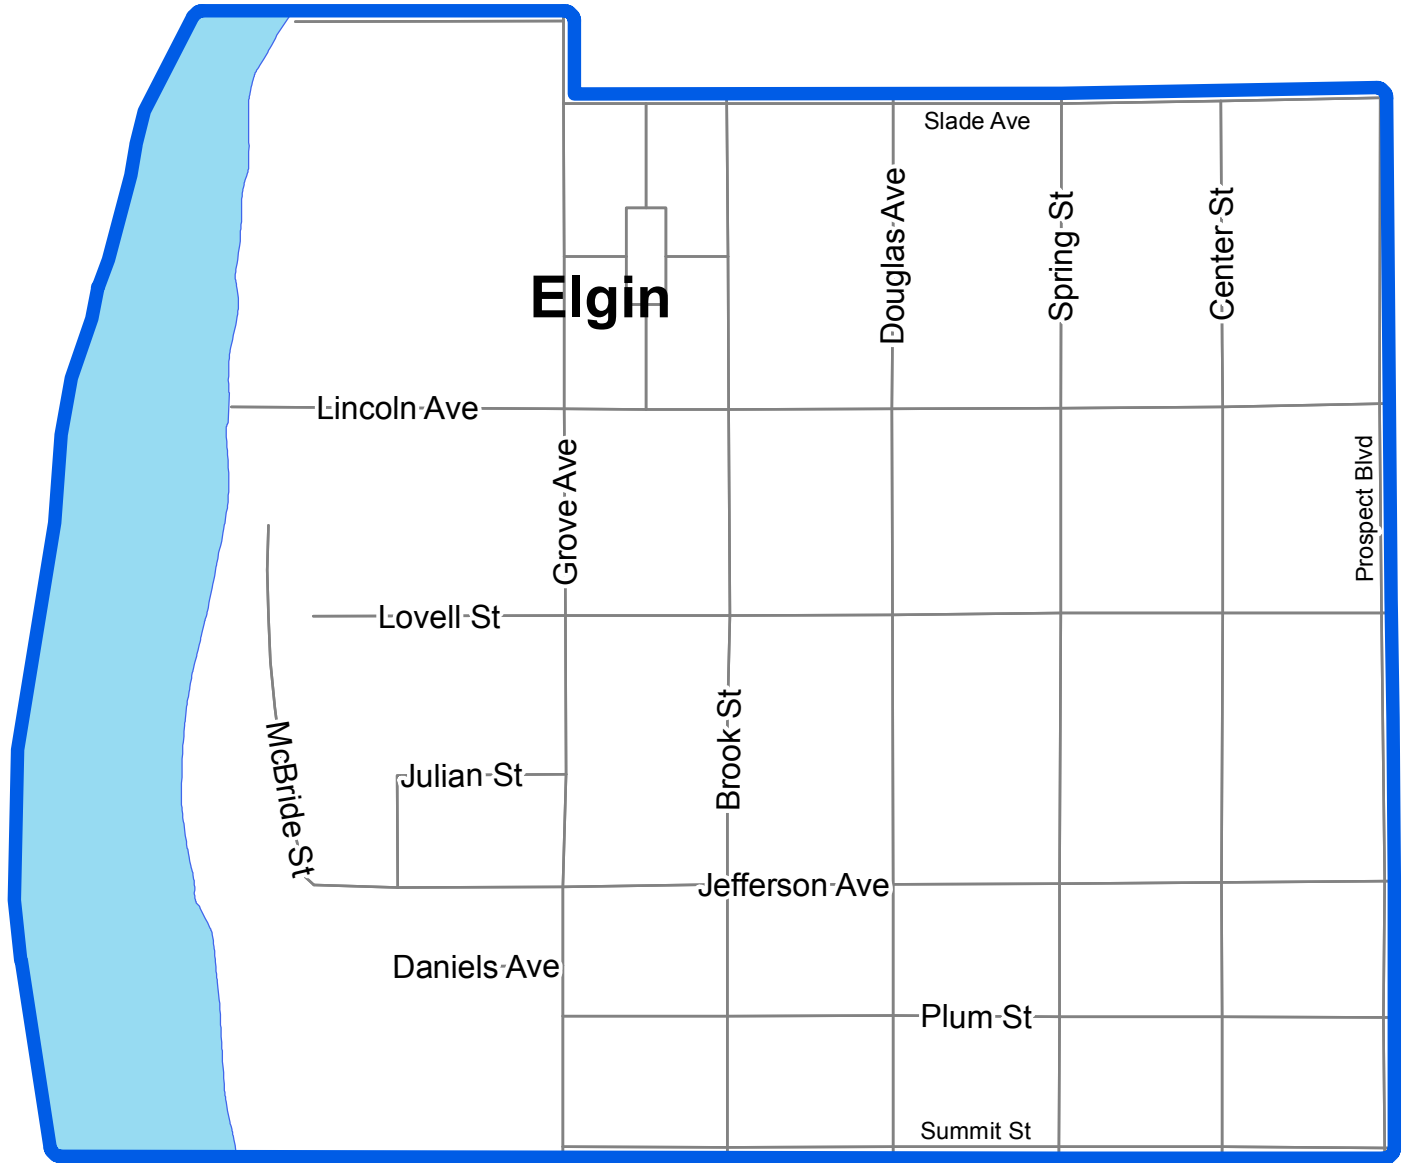 Slade Ave
Douglas Ave
Spring St
Center St
Elgin
Lincoln Ave
Grove Ave
Prospect Blvd
Lovell St
Brook St
McBride St
Julian St
Jefferson Ave
Daniels Ave
Plum St
Summit St